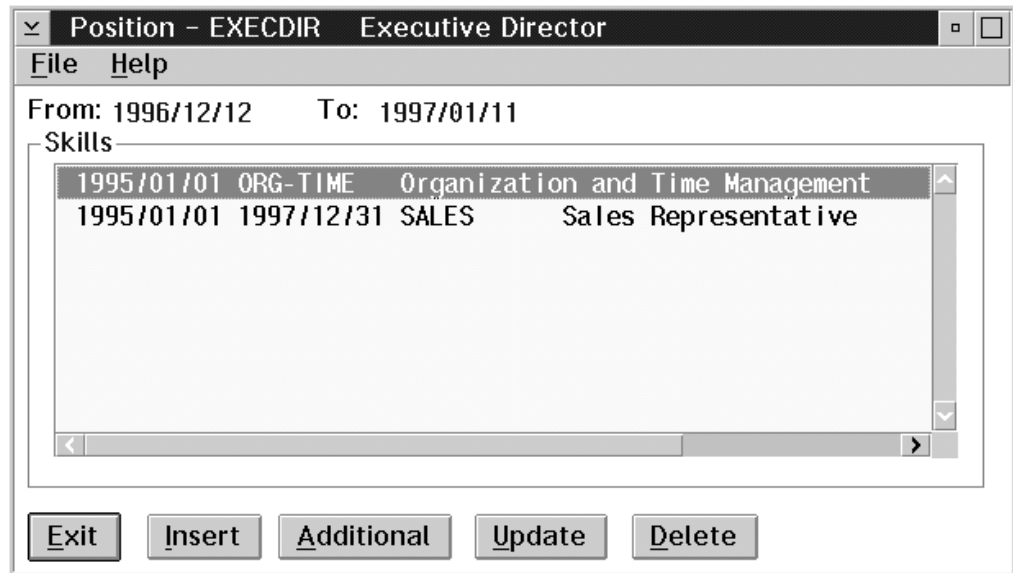 Position – EXECDIR Executive Director
File Help
From: 1996/12/12 To: 1997/01/11
Skills
1995/01/01 ORG-TIME Organization and Time Management
1995/01/01 1997/12/31 SALES Sales Representative
Exit Insert Additional Update Delete